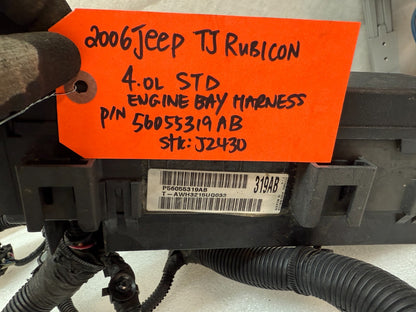 2006 Jeep TJ RUBICON
4.0L STD
ENGINE BAY HARNESS
P/N 56055319AB
Stk: J2430
319AB
P56055319AB